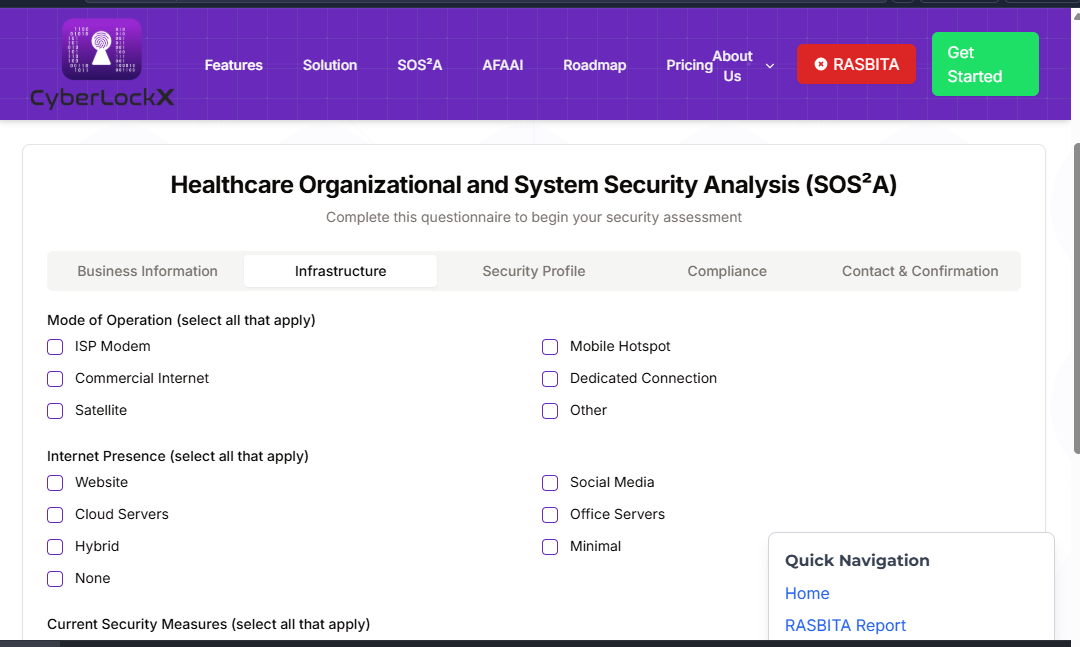 CyberLockX
Features
Solution
SOS²A
AFAAI
Roadmap
Pricing
About
Us
RASBITA
Get
Started
Healthcare Organizational and System Security Analysis (SOS²A)
Complete this questionnaire to begin your security assessment
Business Information
Infrastructure
Security Profile
Compliance
Contact & Confirmation
Mode of Operation (select all that apply)
ISP Modem
Mobile Hotspot
Commercial Internet
Dedicated Connection
Satellite
Other
Internet Presence (select all that apply)
Website
Social Media
Cloud Servers
Office Servers
Hybrid
Minimal
None
Current Security Measures (select all that apply)
Quick Navigation
Home
RASBITA Report